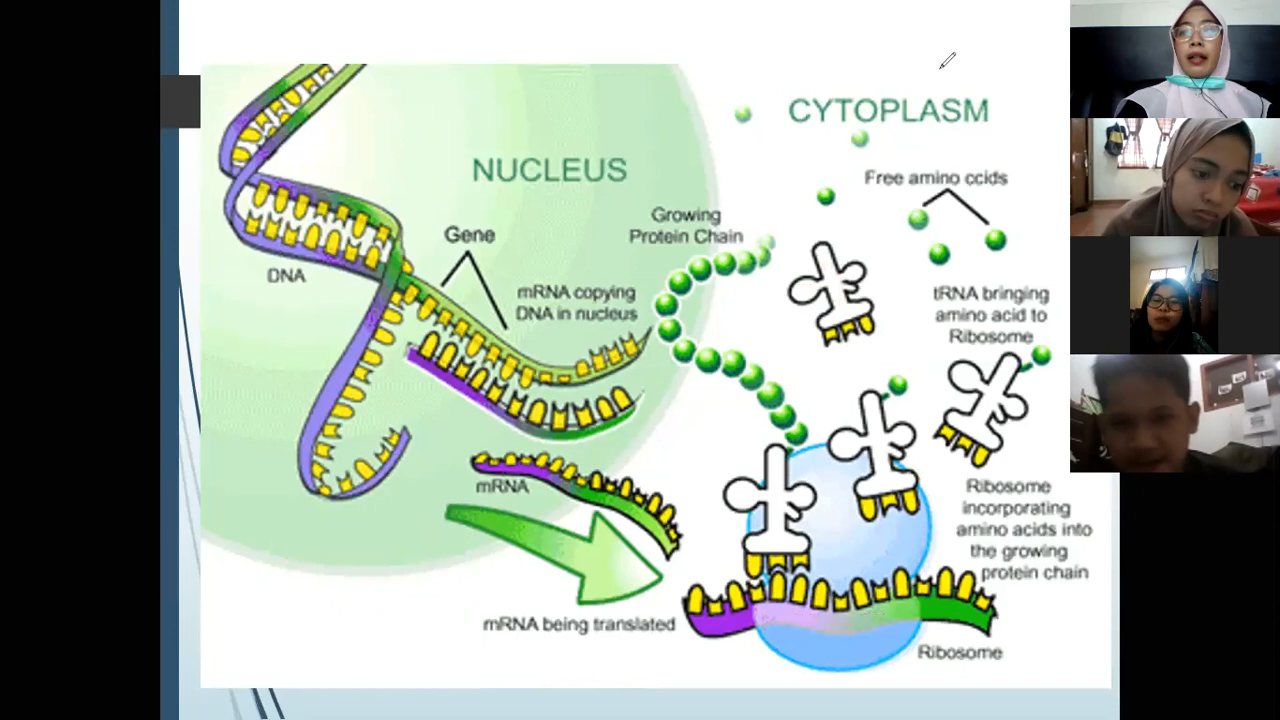 CYTOPLASM
NUCLEUS
Free amino ccids
Growing
Protein Chain
Gene
DNA
mRNA copying
DNA in nucleus
tRNA bringing
amino acid to
Ribosome
mRNA
Ribosome
incorporating
amino acids into
the growing
protein chain
mRNA being translated
Ribosome